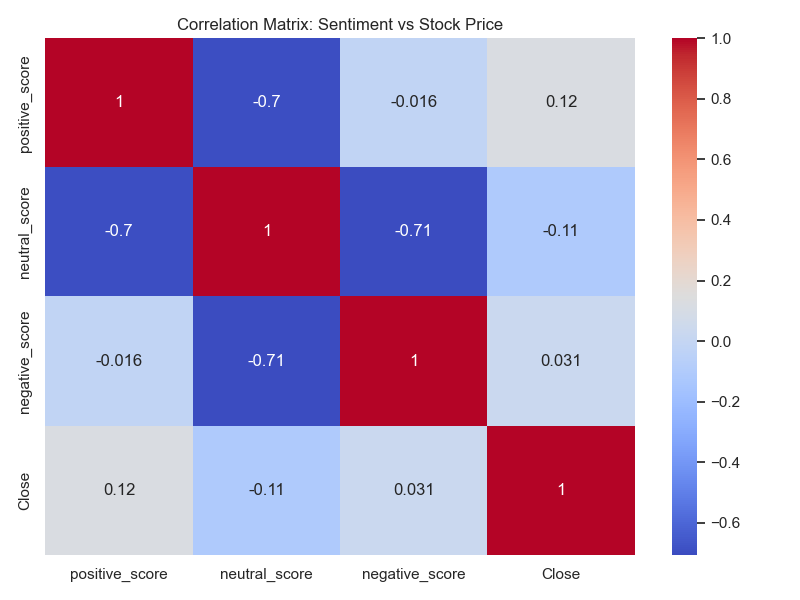 Correlation Matrix: Sentiment vs Stock Price
positive_score
1
-0.7
-0.016
0.12
neutral_score
-0.7
1
-0.71
-0.11
negative_score
-0.016
-0.71
1
0.031
Close
0.12
-0.11
0.031
1
positive_score
neutral_score
negative_score
Close
1.0
0.8
0.6
0.4
0.2
0.0
−0.2
−0.4
−0.6